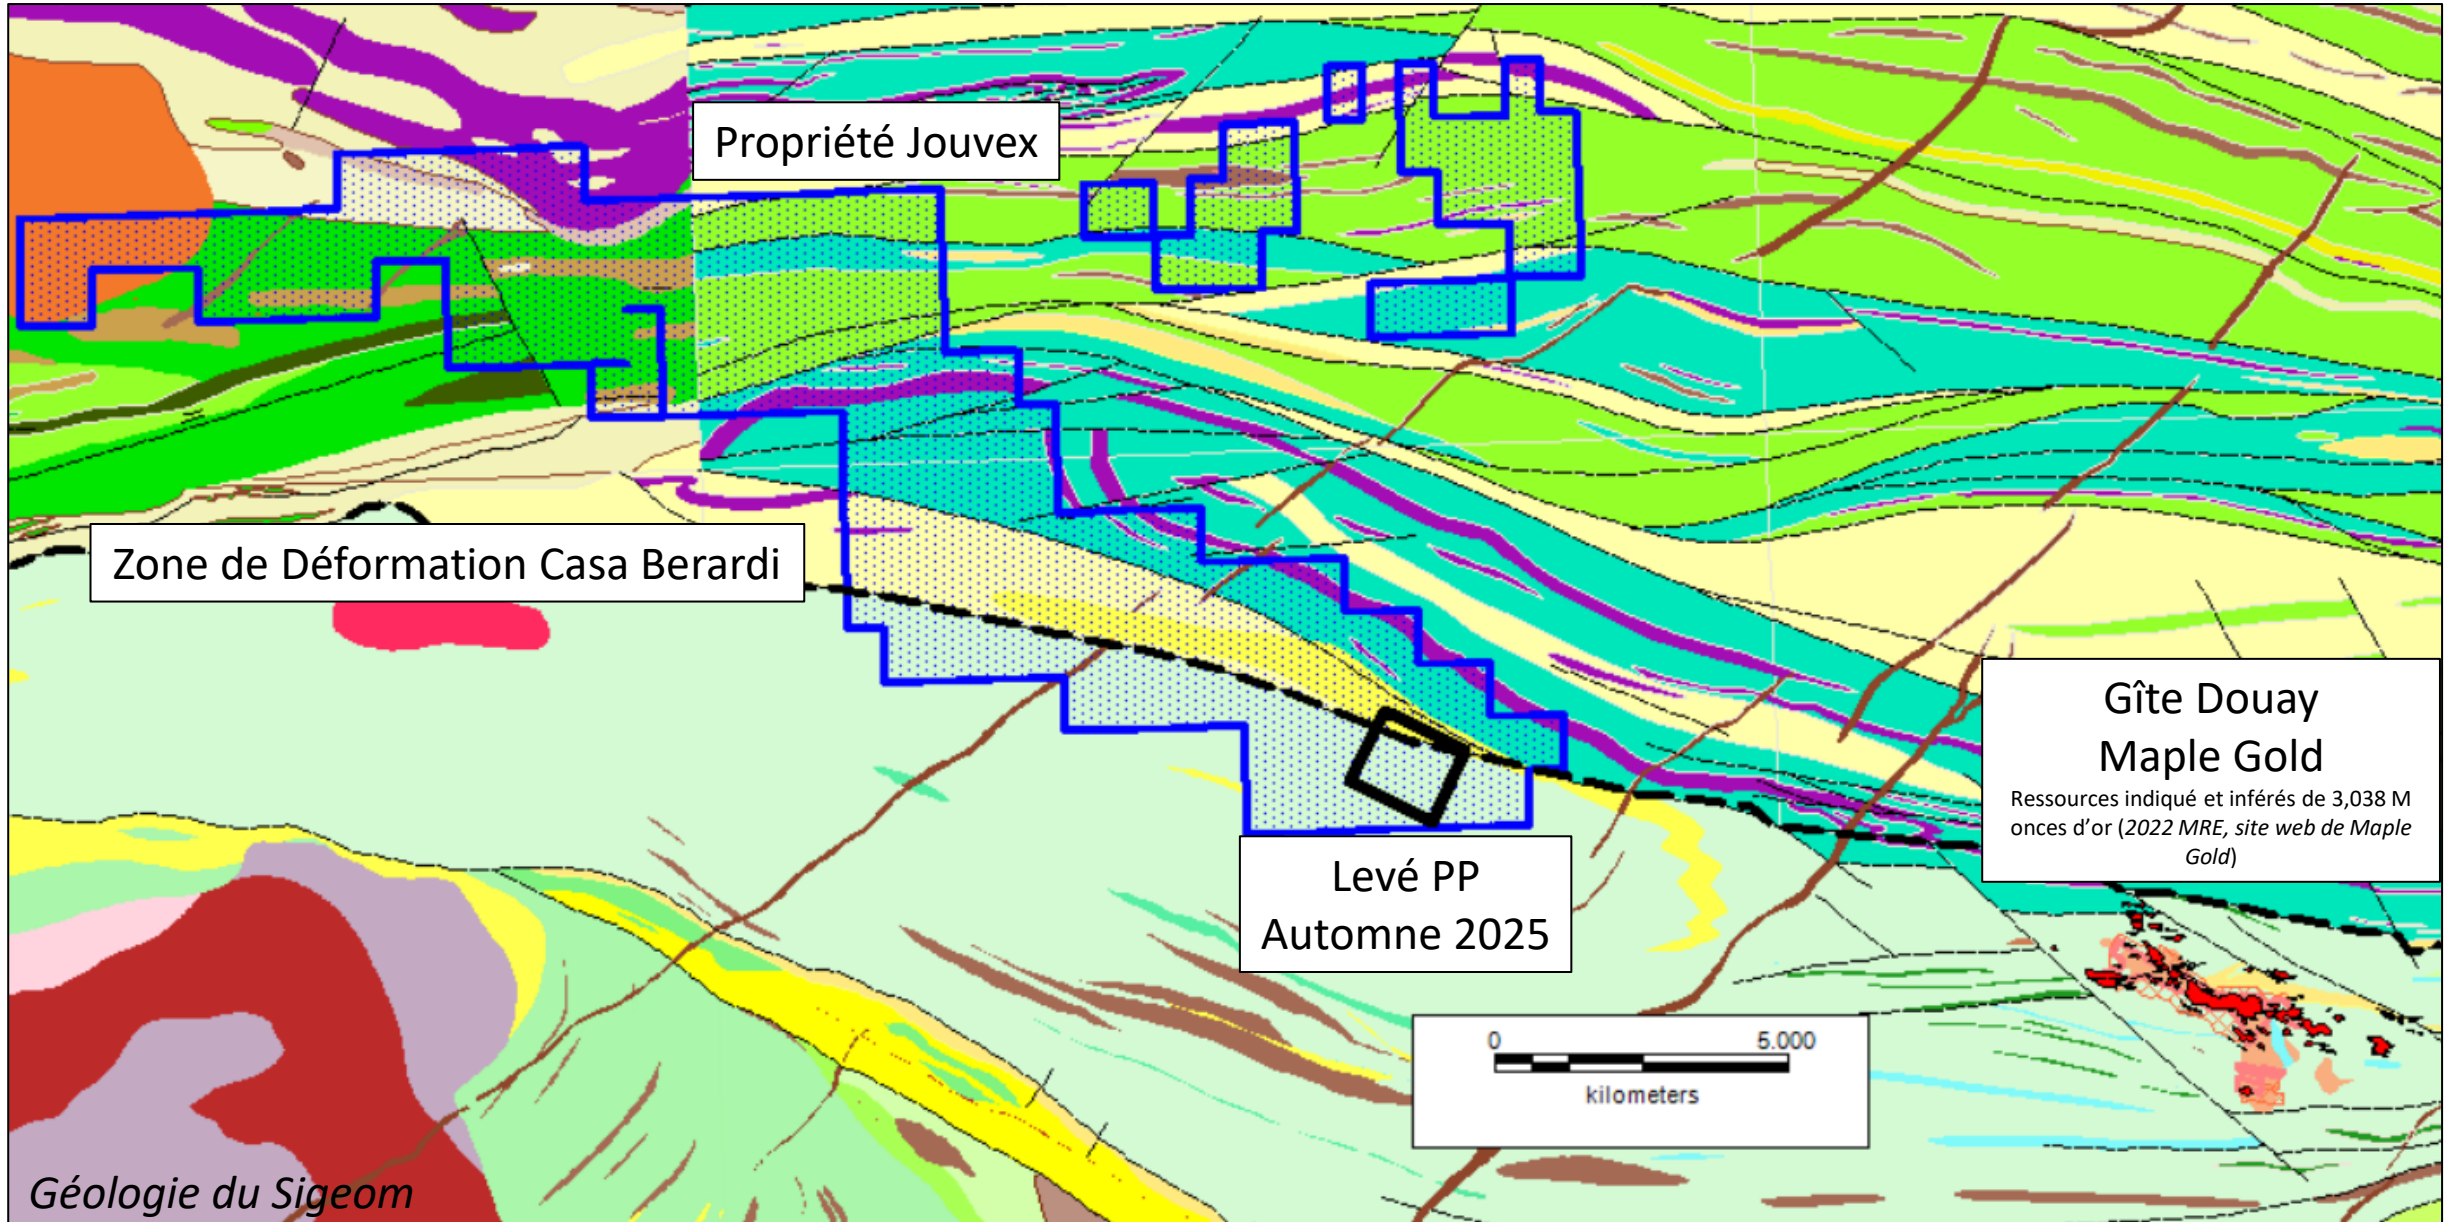 Propriété Jouvex
Zone de Déformation Casa Berardi
Gîte Douay
Maple Gold
Ressources indiqué et inférés de 3,038 M
onces d'or (2022 MRE, site web de Maple
Gold)
Levé PP
Automne 2025
0 5.000
kilometers
Géologie du Sigeom